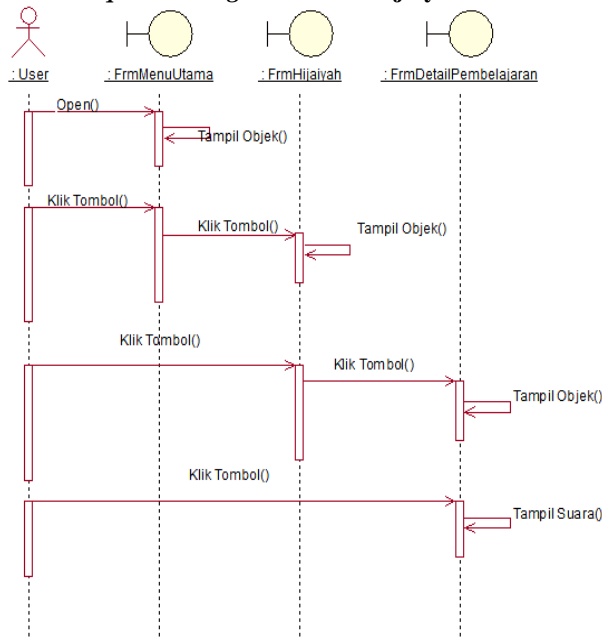 : User
: FrmMenuUtama
: FrmHijaiyah
: FrmDetailPembelajaran
Open()
Tampil Objek()
Klik Tombol()
Klik Tombol()
Tampil Objek()
Klik Tombol()
Klik Tombol()
Tampil Objek()
Klik Tombol()
Tampil Suara()